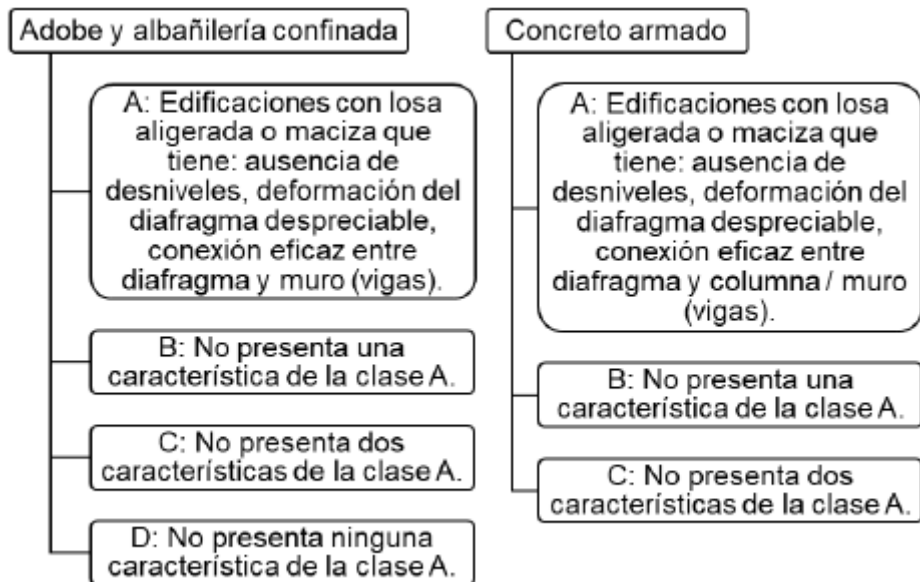 Adobe y albañilería confinada
A: Edificaciones con losa
aligerada o maciza que
tiene: ausencia de
desniveles, deformación del
diafragma despreciable,
conexión eficaz entre
diafragma y muro (vigas).
B: No presenta una
característica de la clase A.
C: No presenta dos
características de la clase A.
D: No presenta ninguna
característica de la clase A.
Concreto armado
A: Edificaciones con losa
aligerada o maciza que
tiene: ausencia de
desniveles, deformación del
diafragma despreciable,
conexión eficaz entre
diafragma y columna / muro
(vigas).
B: No presenta una
característica de la clase A.
C: No presenta dos
características de la clase A.